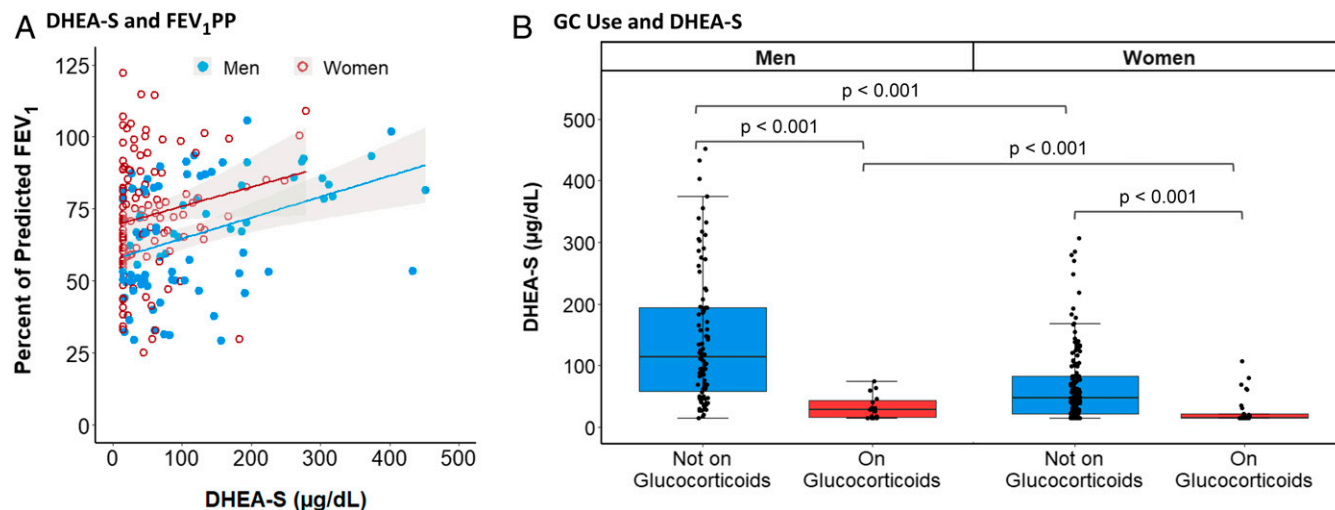 A DHEA-S and FEV₁PP
Men Women
125
100
75
50
25
0
Percent of Predicted FEV₁
0 100 200 300 400 500
DHEA-S (µg/dL)
B GC Use and DHEA-S
Men Women
p < 0.001
p < 0.001
p < 0.001
p < 0.001
500
400
300
200
100
0
DHEA-S (µg/dL)
Not on On Not on On
Glucocorticoids Glucocorticoids Glucocorticoids Glucocorticoids